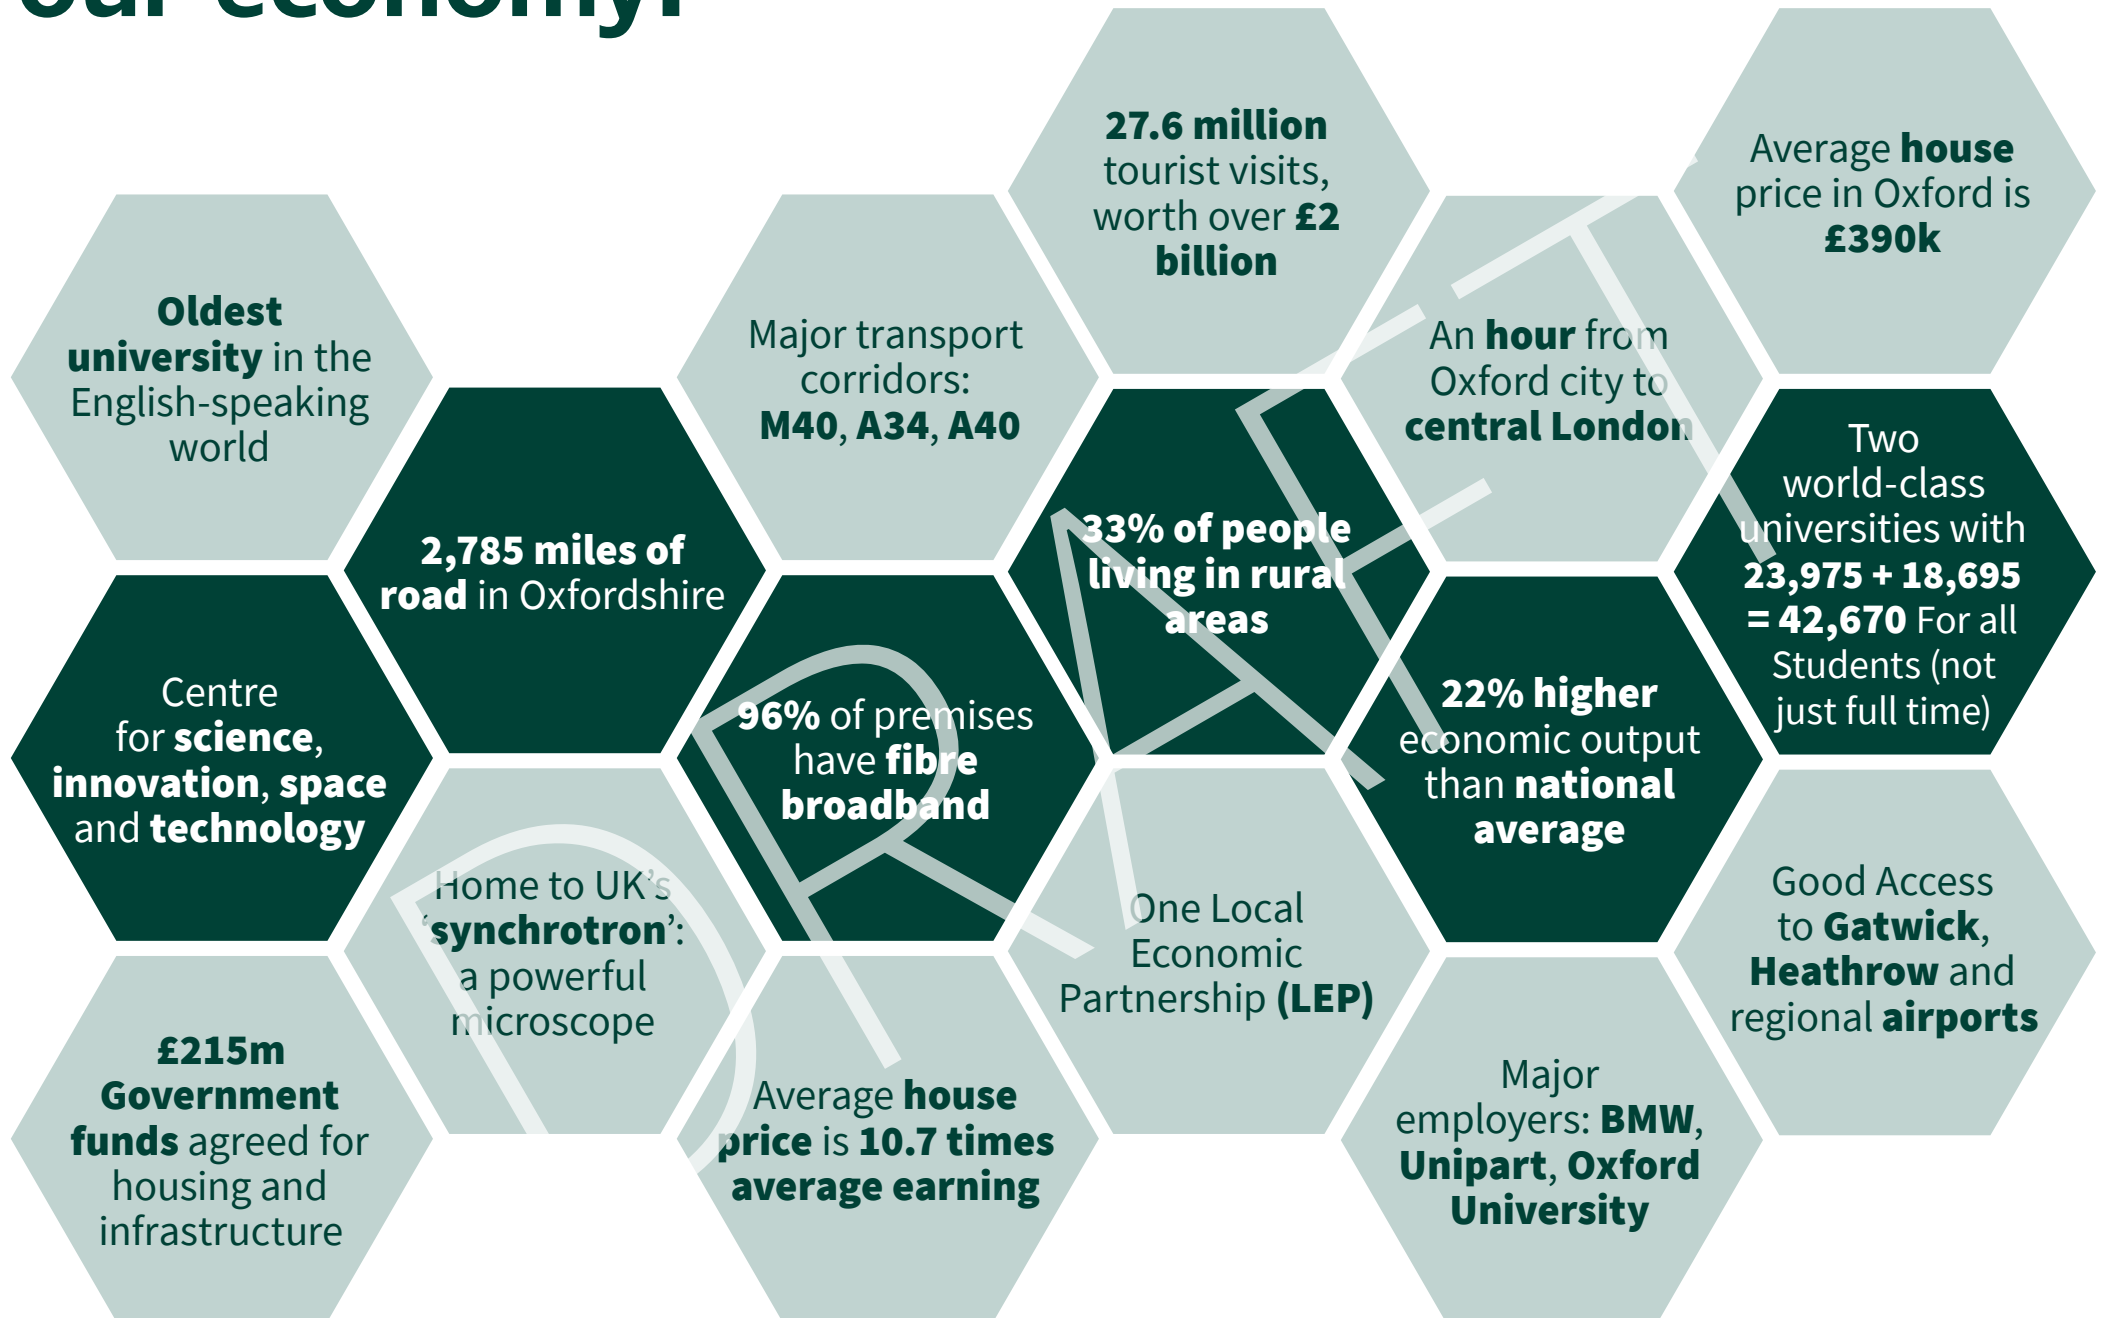 our economy:
27.6 million
tourist visits,
worth over £2
billion
Average house
price in Oxford is
£390k
Oldest
university in the
English-speaking
world
Major transport
corridors:
M40, A34, A40
An hour from
Oxford city to
central London
2,785 miles of
road in Oxfordshire
33% of people
living in rural
areas
Two
world-class
universities with
23,975 + 18,695
= 42,670 For all
Students (not
just full time)
Centre
for science,
innovation, space
and technology
96% of premises
have fibre
broadband
22% higher
economic output
than national
average
Home to UK’s
‘synchrotron’:
a powerful
microscope
One Local
Economic
Partnership (LEP)
Good Access
to Gatwick,
Heathrow and
regional airports
£215m
Government
funds agreed for
housing and
infrastructure
Average house
price is 10.7 times
average earning
Major
employers: BMW,
Unipart, Oxford
University
DRAFT